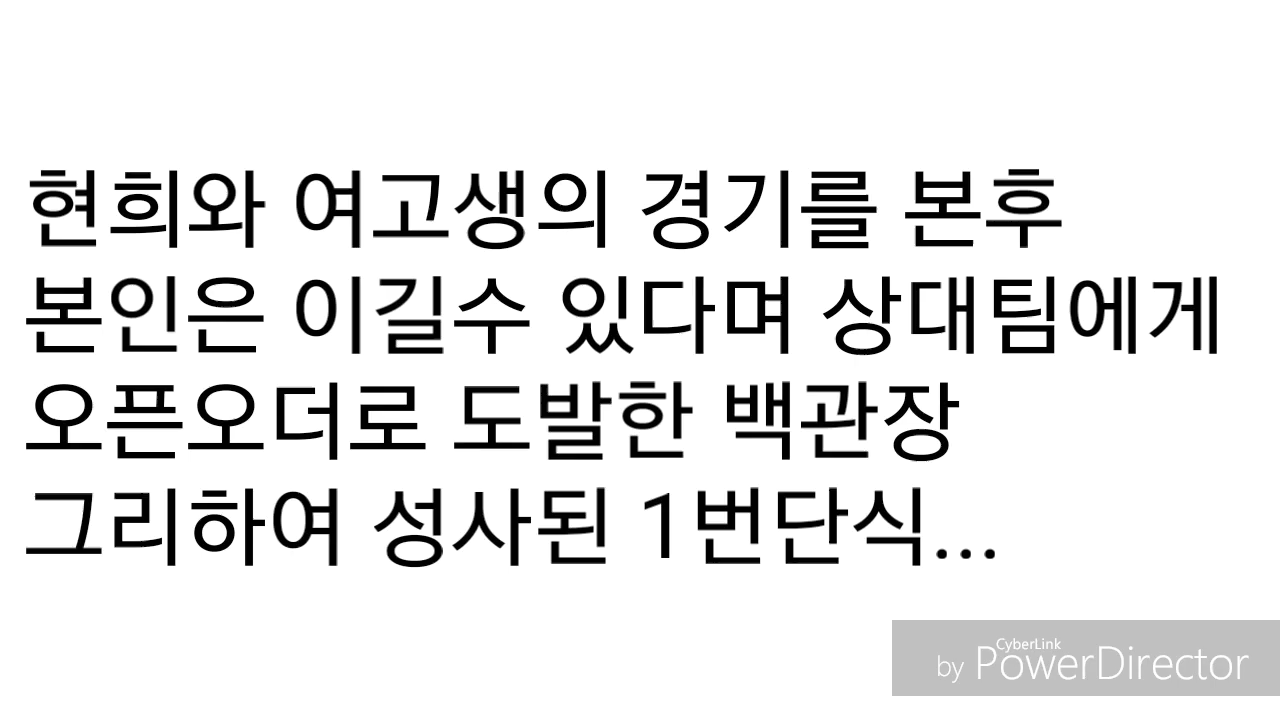 현희와 여고생의 경기를 본후
본인은 이길수 있다며 상대팀에게
오픈오더로 도발한 백관장
그리하여 성사된 1번단식...
CyberLink
by PowerDirector